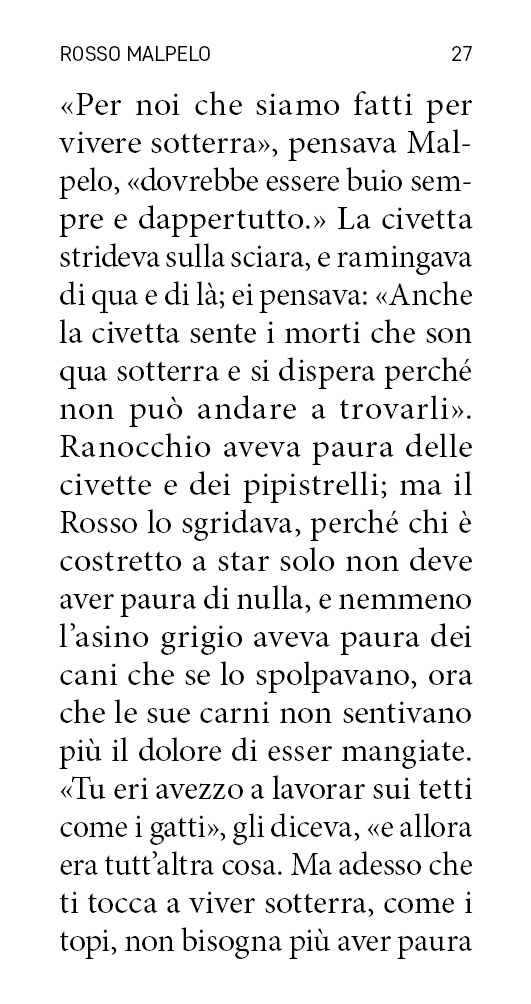 ROSSO MALPELO 27
«Per noi che siamo fatti per
vivere sotterra», pensava Mal-
pelo, «dovrebbe essere buio sem-
pre e dappertutto.» La civetta
strideva sulla sciara, e ramingava
di qua e di là; ei pensava: «Anche
la civetta sente i morti che son
qua sotterra e si dispera perché
non può andare a trovarli».
Ranocchio aveva paura delle
civette e dei pipistrelli; ma il
Rosso lo sgridava, perché chi è
costretto a star solo non deve
aver paura di nulla, e nemmeno
l’asino grigio aveva paura dei
cani che se lo spolpavano, ora
che le sue carni non sentivano
più il dolore di esser mangiate.
«Tu eri avezzo a lavorar sui tetti
come i gatti», gli diceva, «e allora
era tutt’altra cosa. Ma adesso che
ti tocca a viver sotterra, come i
topi, non bisogna più aver paura